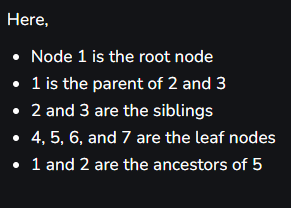 Here,
• Node 1 is the root node
• 1 is the parent of 2 and 3
• 2 and 3 are the siblings
• 4, 5, 6, and 7 are the leaf nodes
• 1 and 2 are the ancestors of 5